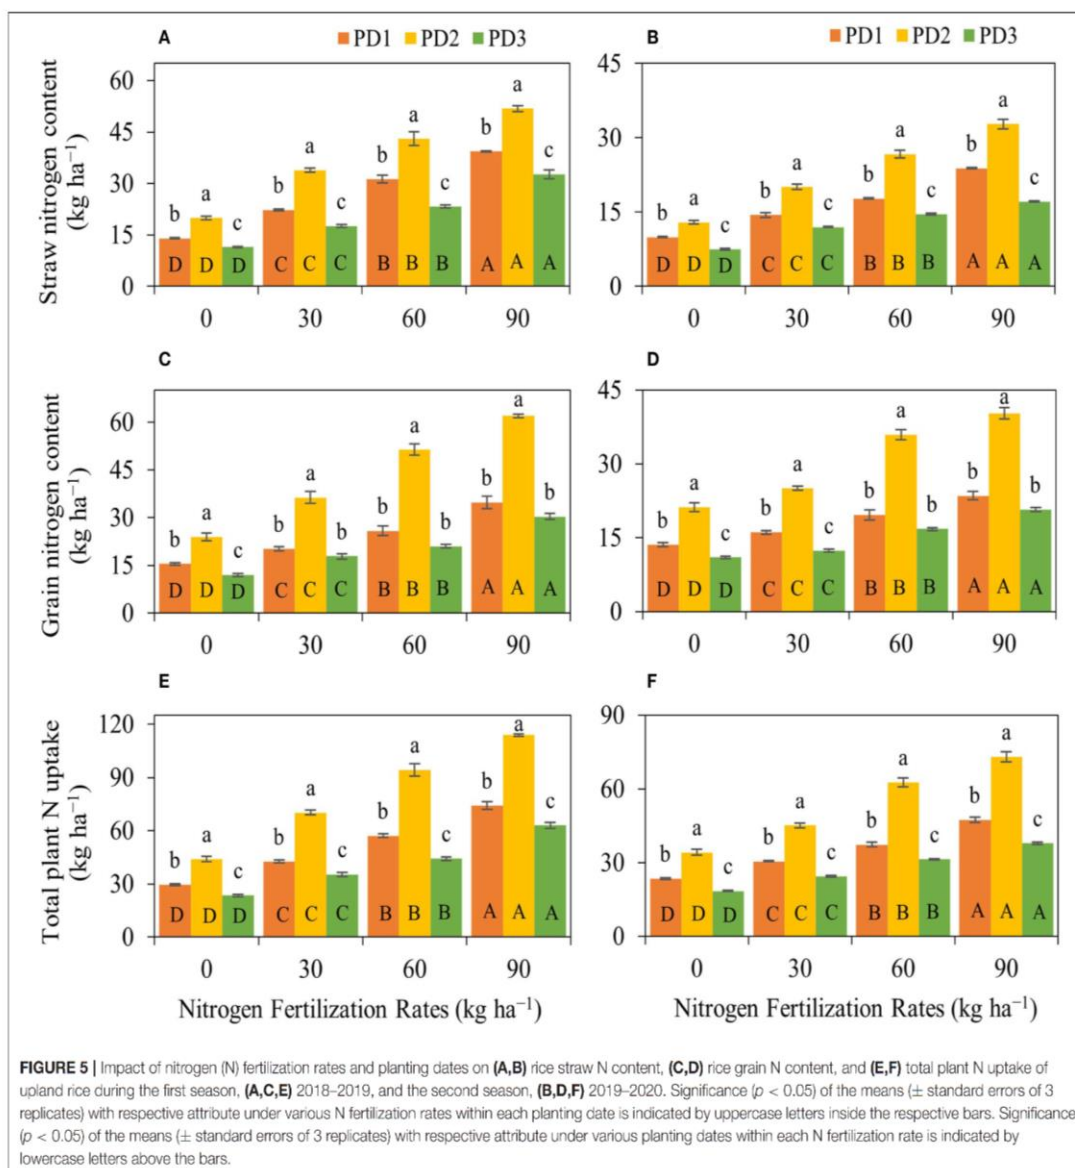 A
PD1 PD2 PD3
Straw nitrogen content
(kg ha⁻¹)
60
45
30
15
0
b a c b a c b a c b a c
D D D C C C B B B A A A
0 30 60 90
B
PD1 PD2 PD3
45
30
15
0
b a c b a c b a c b a c
D D D C C C B B B A A A
0 30 60 90
C
Grain nitrogen content
(kg ha⁻¹)
60
45
30
15
0
b a c b a b b a b b a b
D D D C C C B B B A A A
0 30 60 90
D
45
30
15
0
b a c b a c b a b b a b
D D D C C C B B B A A A
0 30 60 90
E
Total plant N uptake
(kg ha⁻¹)
120
90
60
30
0
b a c b a c b a c b a c
D D D C C C B B B A A A
0 30 60 90
Nitrogen Fertilization Rates (kg ha⁻¹)
F
90
60
30
0
b a c b a c b a c b a c
D D D C C C B B B A A A
0 30 60 90
Nitrogen Fertilization Rates (kg ha⁻¹)
FIGURE 5 | Impact of nitrogen (N) fertilization rates and planting dates on (A,B) rice straw N content, (C,D) rice grain N content, and (E,F) total plant N uptake of
upland rice during the first season, (A,C,E) 2018–2019, and the second season, (B,D,F) 2019–2020. Significance (p < 0.05) of the means (± standard errors of 3
replicates) with respective attribute under various N fertilization rates within each planting date is indicated by uppercase letters inside the respective bars. Significance
(p < 0.05) of the means (± standard errors of 3 replicates) with respective attribute under various planting dates within each N fertilization rate is indicated by
lowercase letters above the bars.